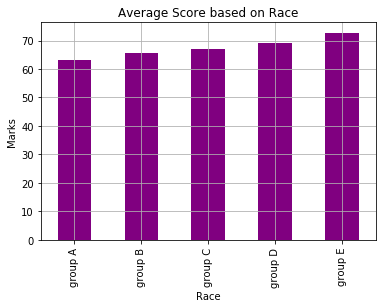 Average Score based on Race
Marks
70
60
50
40
30
20
10
0
group A
group B
group C
group D
group E
Race